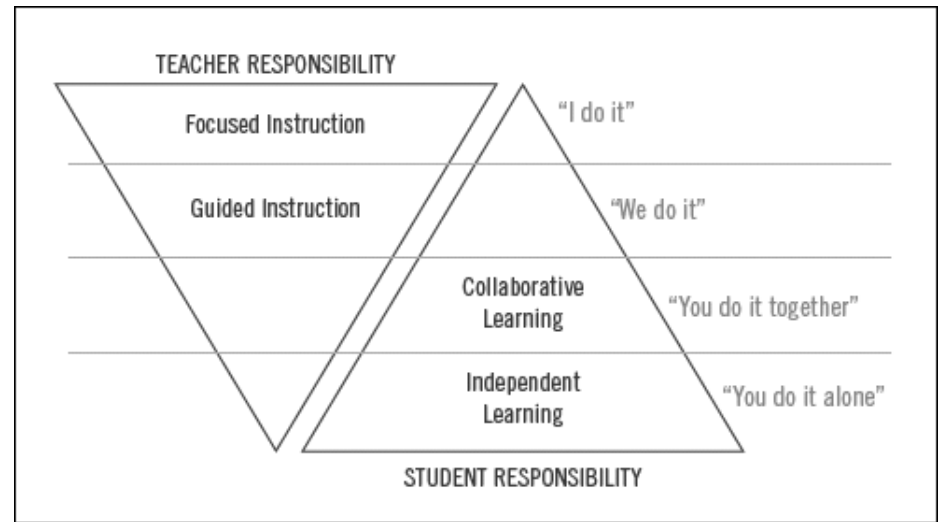 TEACHER RESPONSIBILITY
Focused Instruction
“I do it”
Guided Instruction
“We do it”
Collaborative
Learning
“You do it together”
Independent
Learning
“You do it alone”
STUDENT RESPONSIBILITY